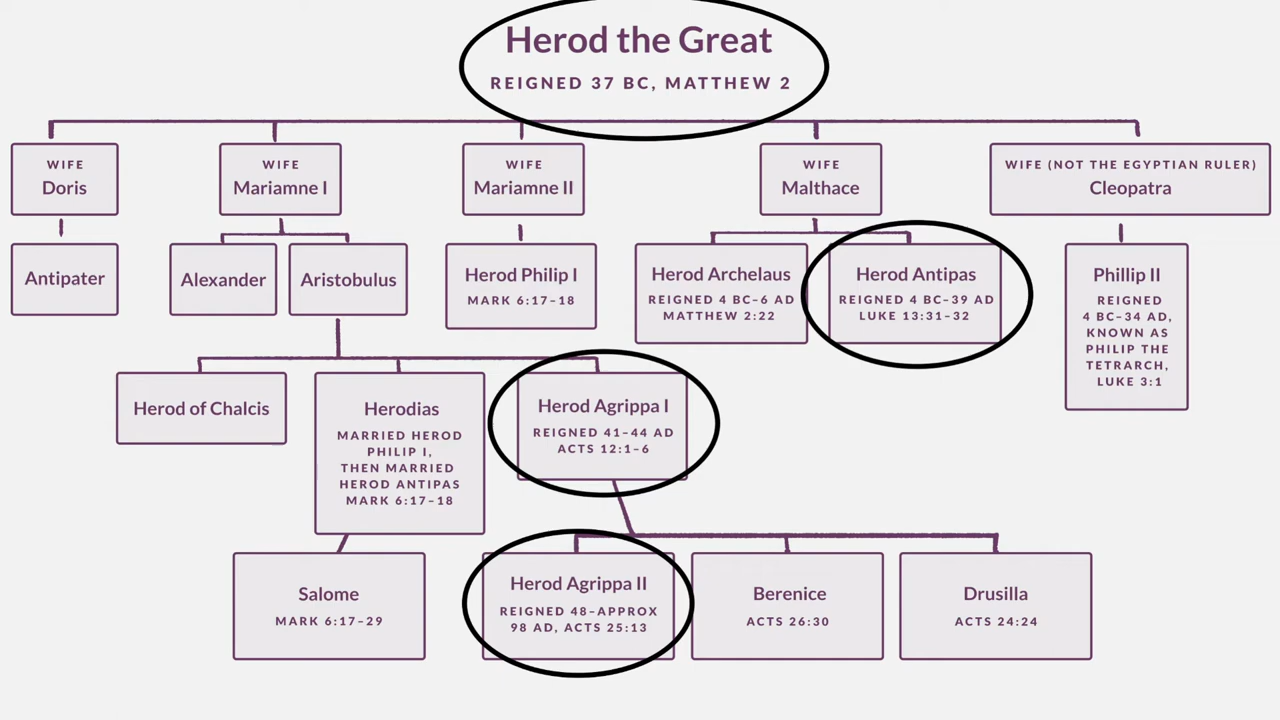 Herod the Great
REIGNED 37 BC, MATTHEW 2
WIFE
Doris
WIFE
Mariamne I
WIFE
Mariamne II
WIFE
Malthace
WIFE (NOT THE EGYPTIAN RULER)
Cleopatra
Antipater
Alexander
Aristobulus
Herod Philip I
MARK 6:17–18
Herod Archelaus
REIGNED 4 BC–6 AD
MATTHEW 2:22
Herod Antipas
REIGNED 4 BC–39 AD
LUKE 13:31–32
Phillip II
REIGNED
4 BC–34 AD,
KNOWN AS
PHILIP THE
TETRARCH,
LUKE 3:1
Herod of Chalcis
Herodias
MARRIED HEROD
PHILIP I,
THEN MARRIED
HEROD ANTIPAS
MARK 6:17–18
Herod Agrippa I
REIGNED 41–44 AD
ACTS 12:1–6
Salome
MARK 6:17–29
Herod Agrippa II
REIGNED 48–APPROX
98 AD, ACTS 25:13
Berenice
ACTS 26:30
Drusilla
ACTS 24:24